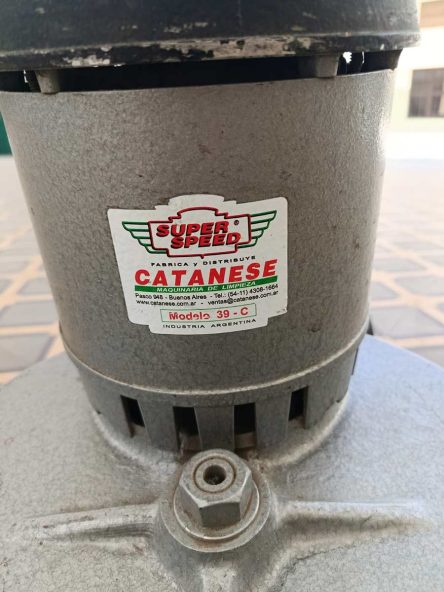 SUPER ®
SPEED
FABRICA y DISTRIBUYE
CATANESE
MAQUINARIA DE LIMPIEZA
Pasco 948 - Buenos Aires - Tel.: (54-11) 4308-1664
www.catanese.com.ar - ventas@catanese.com.ar
Modelo 39 - C
INDUSTRIA ARGENTINA